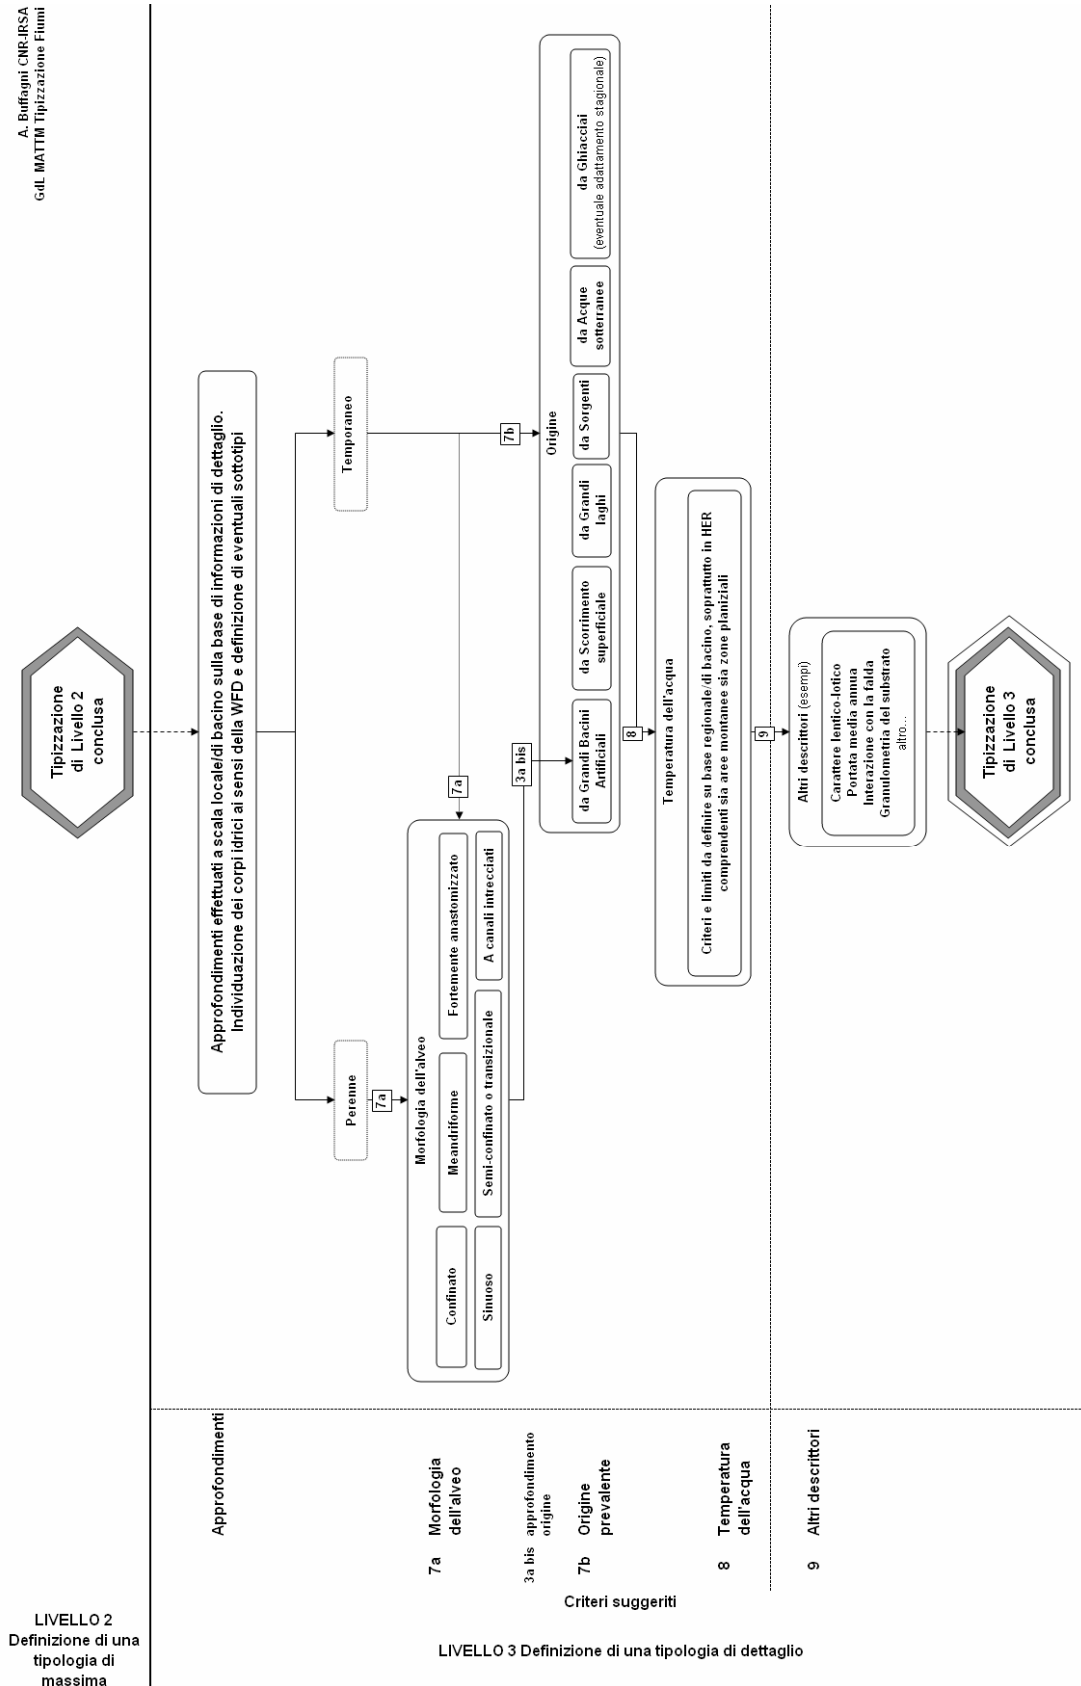 A. Buffagni CNR-IRSA
GdL MATTM Tipizzazione Fiumi
Tipizzazione
di Livello 2
conclusa
Approfondimenti effettuati a scala locale/di bacino sulla base di informazioni di dettaglio.
Individuazione dei corpi idrici ai sensi della WFD e definizione di eventuali sottotipi
Perenne
Temporaneo
7a
7a
7b
Morfologia dell'alveo
Confinato
Meandriforme
Fortemente anastomizzato
Sinuoso
Semi-confinato o transizionale
A canali intrecciati
3a bis
Origine
da Grandi Bacini
Artificiali
da Scorrimento
superficiale
da Grandi
laghi
da Sorgenti
da Acque
sotterranee
da Ghiacciai
(eventuale adattamento stagionale)
8
Temperatura dell'acqua
Criteri e limiti da definire su base regionale/di bacino, soprattutto in HER
comprendenti sia aree montane sia zone planiziali
9
Altri descrittori (esempi)
Carattere lentico-lotico
Portata media annua
Interazione con la falda
Granulometria del substrato
altro...
Tipizzazione
di Livello 3
conclusa
Approfondimenti
7a Morfologia
dell'alveo
3a bis approfondimento
origine
7b Origine
prevalente
8 Temperatura
dell'acqua
9 Altri descrittori
Criteri suggeriti
LIVELLO 2
Definizione di una
tipologia di
massima
LIVELLO 3 Definizione di una tipologia di dettaglio